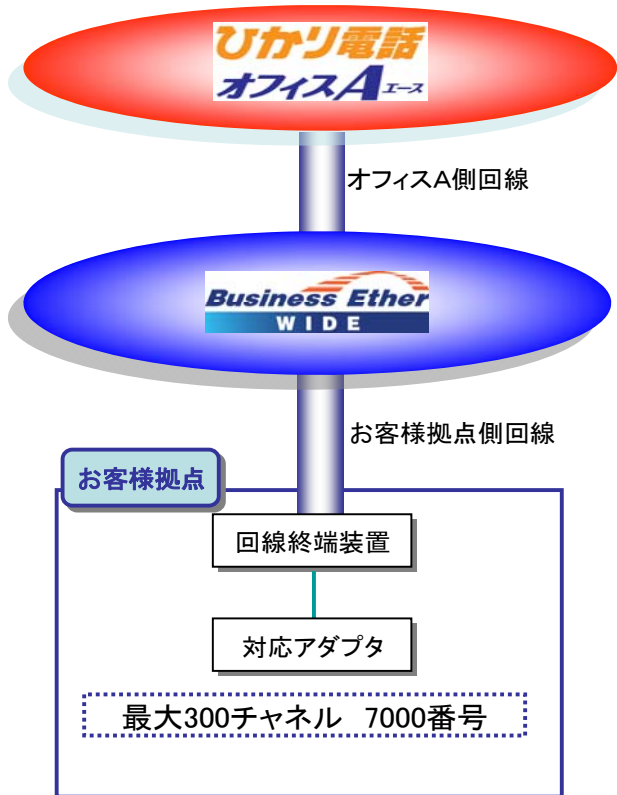 ひかり電話
オフィスA エース
オフィスA側回線
Business Ether
WIDE
お客様拠点側回線
お客様拠点
回線終端装置
対応アダプタ
最大300チャネル　7000番号